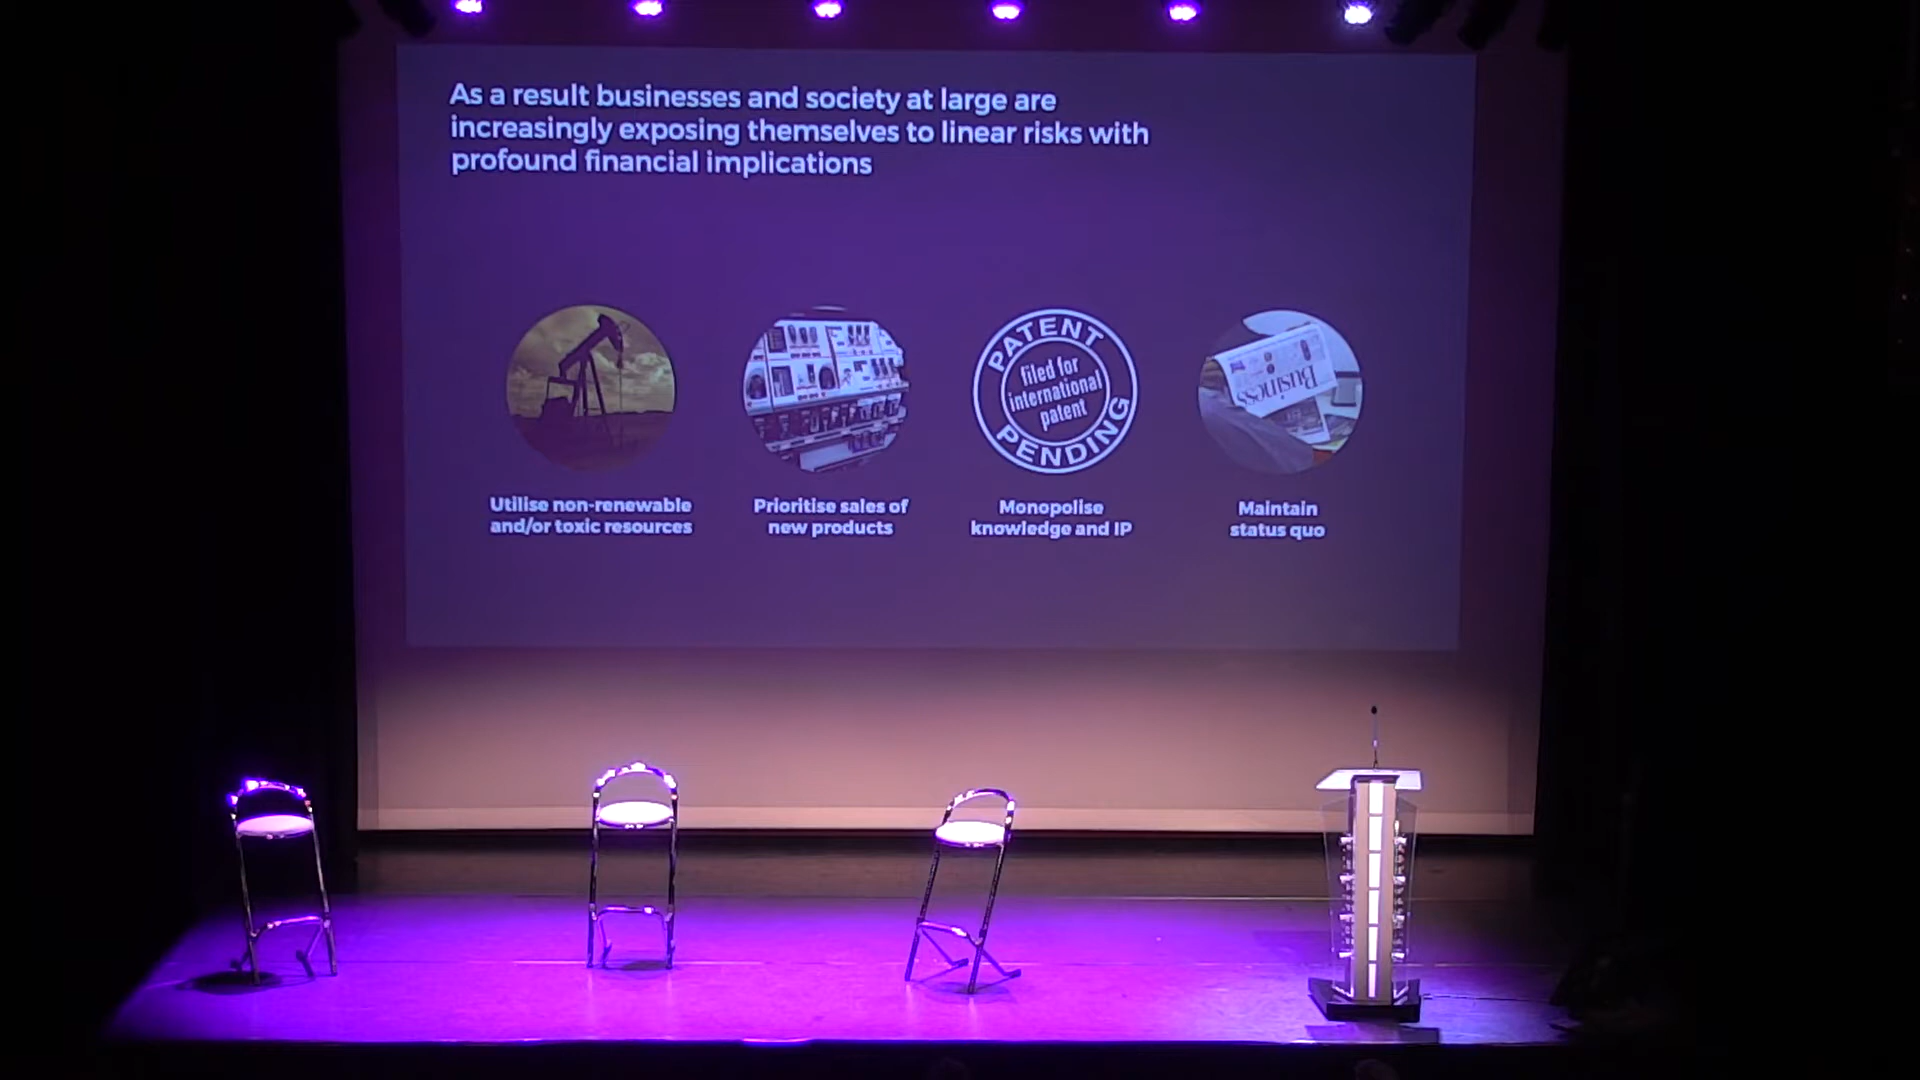 As a result businesses and society at large are
increasingly exposing themselves to linear risks with
profound financial implications
PATENT
filed for
international
patent
PENDING
Business
Utilise non-renewable
and/or toxic resources
Prioritise sales of
new products
Monopolise
knowledge and IP
Maintain
status quo